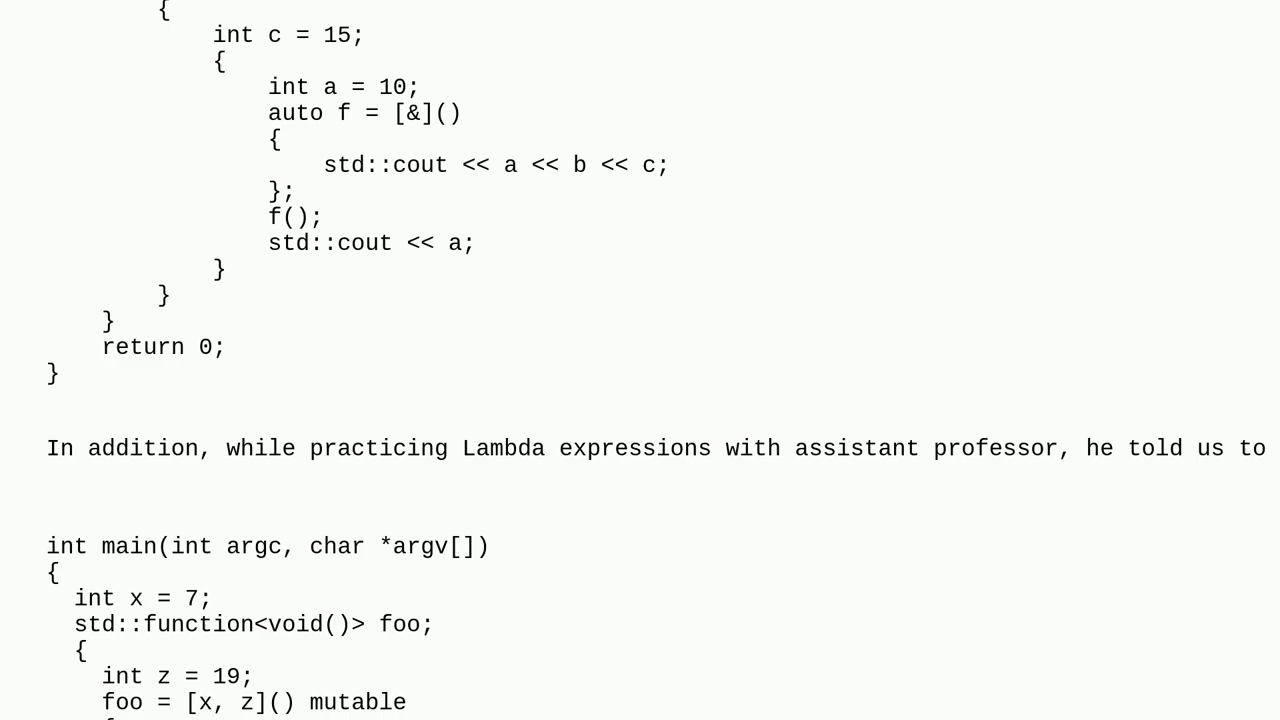 {
int c = 15;
{
int a = 10;
auto f = [&]()
{
std::cout << a << b << c;
};
f();
std::cout << a;
}
}
}
return 0;
}
In addition, while practicing Lambda expressions with assistant professor, he told us to
int main(int argc, char *argv[])
{
int x = 7;
std::function<void()> foo;
{
int z = 19;
foo = [x, z]() mutable
{